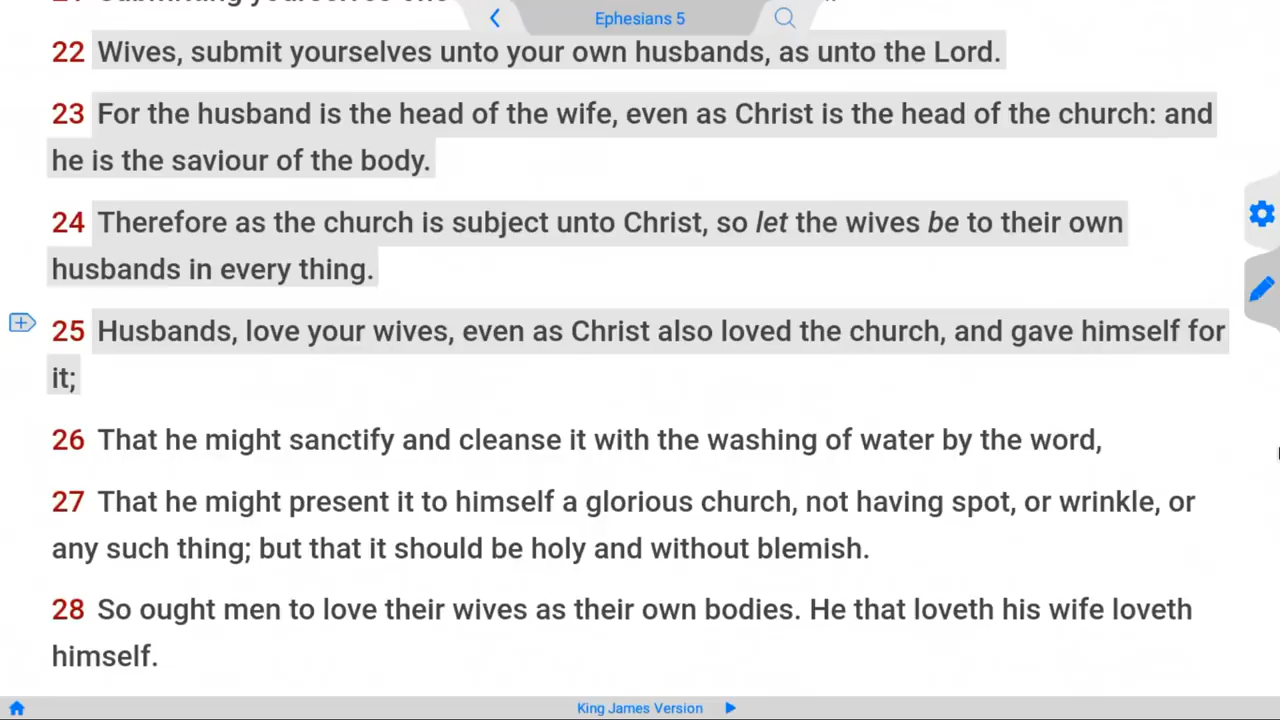 Ephesians 5
22 Wives, submit yourselves unto your own husbands, as unto the Lord.
23 For the husband is the head of the wife, even as Christ is the head of the church: and
he is the saviour of the body.
24 Therefore as the church is subject unto Christ, so let the wives be to their own
husbands in every thing.
25 Husbands, love your wives, even as Christ also loved the church, and gave himself for
it;
26 That he might sanctify and cleanse it with the washing of water by the word,
27 That he might present it to himself a glorious church, not having spot, or wrinkle, or
any such thing; but that it should be holy and without blemish.
28 So ought men to love their wives as their own bodies. He that loveth his wife loveth
himself.
King James Version